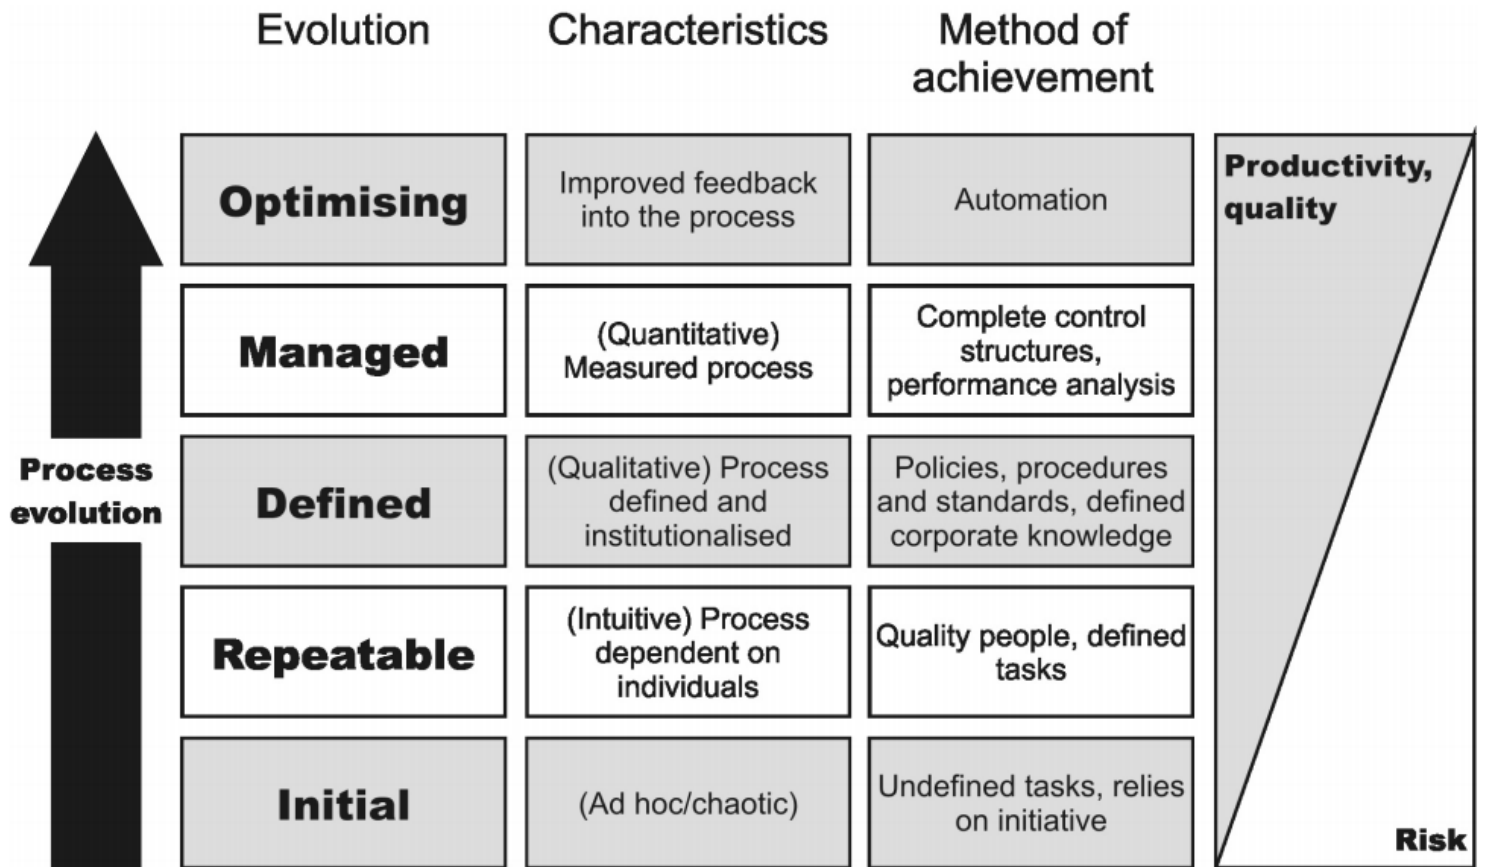 Evolution
Characteristics
Method of
achievement
Optimising
Improved feedback
into the process
Automation
Productivity,
quality
Managed
(Quantitative)
Measured process
Complete control
structures,
performance analysis
Process
evolution
Defined
(Qualitative) Process
defined and
institutionalised
Policies, procedures
and standards, defined
corporate knowledge
Repeatable
(Intuitive) Process
dependent on
individuals
Quality people, defined
tasks
Initial
(Ad hoc/chaotic)
Undefined tasks, relies
on initiative
Risk